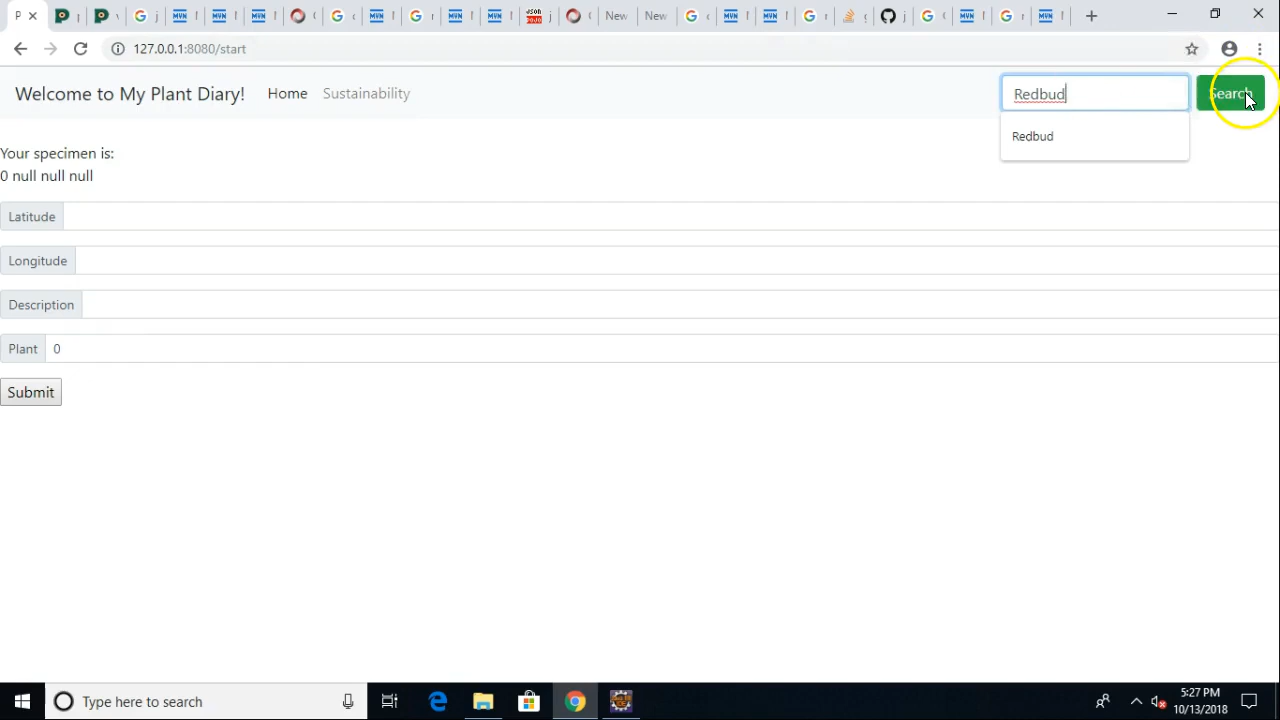 127.0.0.1:8080/start
Welcome to My Plant Diary!
Home
Sustainability
Redbud
Search
Redbud
Your specimen is:
0 null null null
Latitude
Longitude
Description
Plant
0
Submit
Type here to search
5:27 PM
10/13/2018